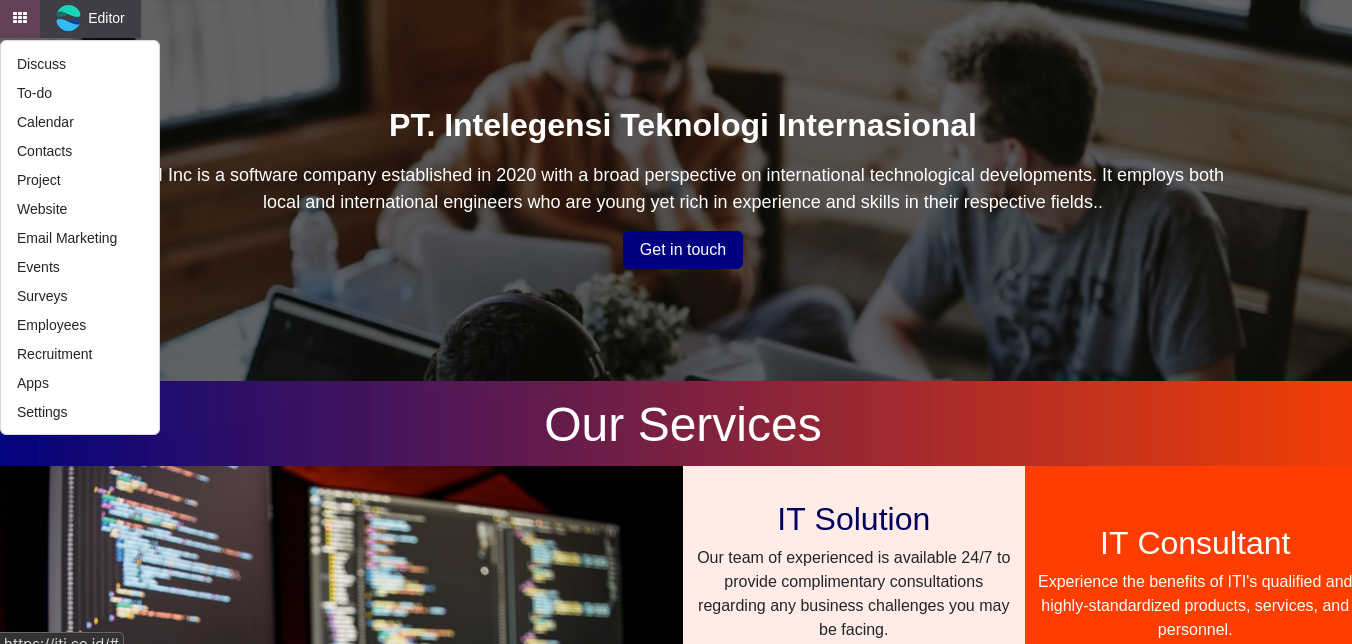 Editor
Discuss
To-do
Calendar
Contacts
Project
Website
Email Marketing
Events
Surveys
Employees
Recruitment
Apps
Settings
PT. Intelegensi Teknologi Internasional
Inc is a software company established in 2020 with a broad perspective on international technological developments. It employs both
local and international engineers who are young yet rich in experience and skills in their respective fields..
Get in touch
Our Services
IT Solution
Our team of experienced is available 24/7 to
provide complimentary consultations
regarding any business challenges you may
be facing.
IT Consultant
Experience the benefits of ITI's qualified and
highly-standardized products, services, and
personnel.
https://iti.co.id/#